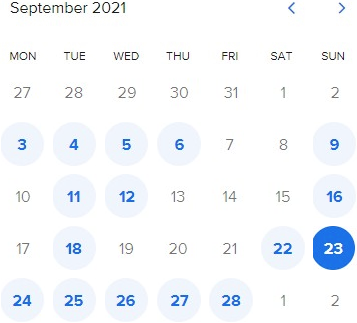 September 2021
MON TUE WED THU FRI SAT SUN
27 28 29 30 31 1 2
3 4 5 6 7 8 9
10 11 12 13 14 15 16
17 18 19 20 21 22 23
24 25 26 27 28 1 2